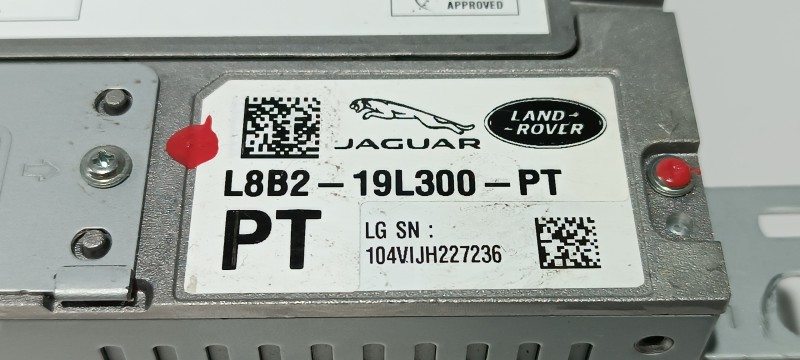 APPROVED
JAGUAR
LAND-
-ROVER
L8B2-19L300-PT
PT
LG SN :
104VIJH227236